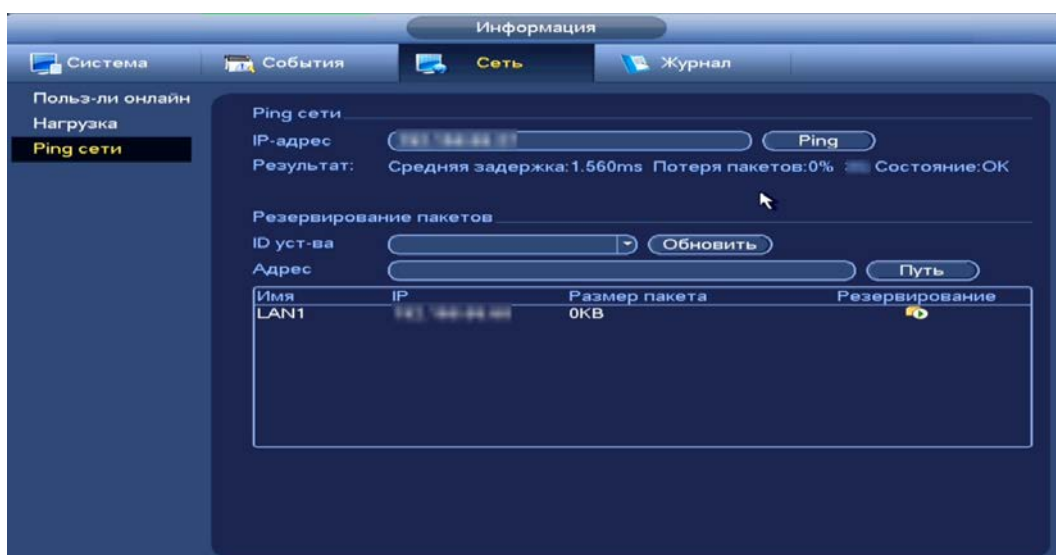 Информация
Система События Сеть Журнал
Польз-ли онлайн
Нагрузка
Ping сети
Ping сети
IP-адрес Ping
Результат: Средняя задержка:1.560ms Потеря пакетов:0% Состояние:OK
Резервирование пакетов
ID уст-ва Обновить
Адрес Путь
Имя IP Размер пакета Резервирование
LAN1 0KB